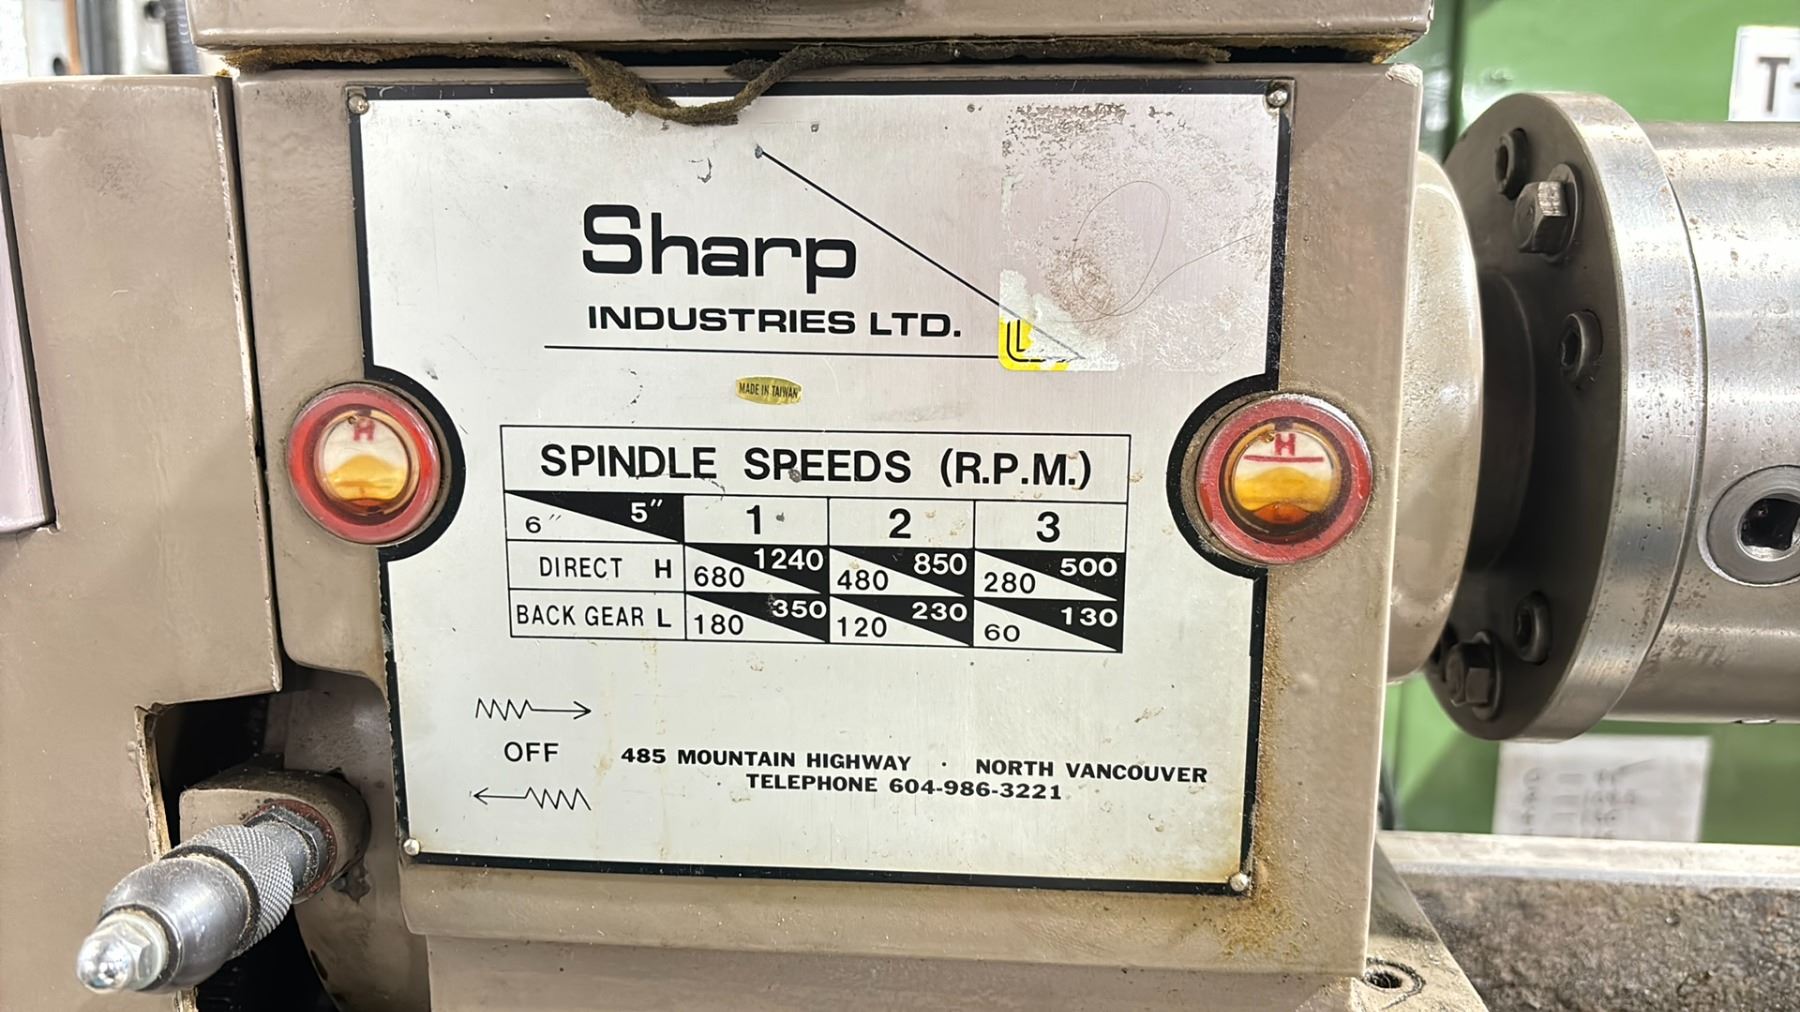 T
Sharp
INDUSTRIES LTD.
L
MADE IN TAIWAN
H
H
SPINDLE SPEEDS (R.P.M.)
6" 5" 1 2 3
DIRECT H 680 1240 480 850 280 500
BACK GEAR L 180 350 120 230 60 130
OFF
485 MOUNTAIN HIGHWAY · NORTH VANCOUVER
TELEPHONE 604-986-3221